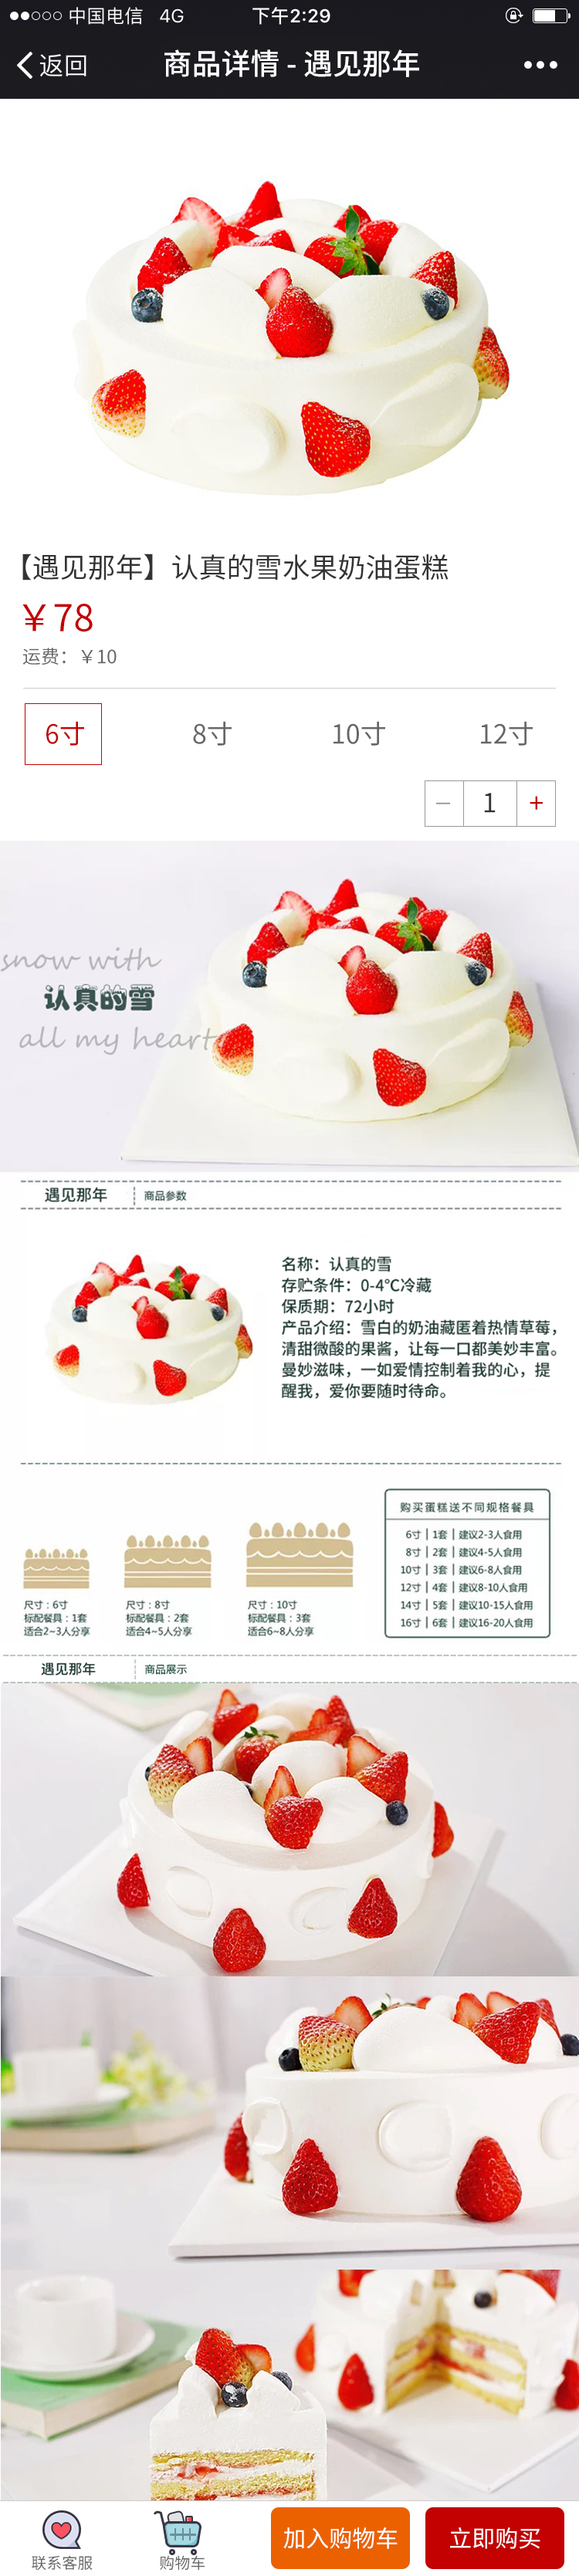 中国电信 4G 下午2:29
返回 商品详情 - 遇见那年 •••
【遇见那年】认真的雪水果奶油蛋糕
￥78
运费：￥10
6寸 8寸 10寸 12寸
− 1 +
snow with
认真的雪
all my heart
遇见那年 商品参数
名称：认真的雪
存贮条件：0-4℃冷藏
保质期：72小时
产品介绍：雪白的奶油藏匿着热情草莓，
清甜微酸的果酱，让每一口都美妙丰富。
曼妙滋味，一如爱情控制着我的心，提
醒我，爱你要随时待命。
购买蛋糕送不同规格餐具
6寸 | 1套 | 建议2-3人食用
8寸 | 2套 | 建议4-5人食用
10寸 | 3套 | 建议6-8人食用
12寸 | 4套 | 建议8-10人食用
14寸 | 5套 | 建议10-15人食用
16寸 | 6套 | 建议16-20人食用
尺寸：6寸
标配餐具：1套
适合2~3人分享
尺寸：8寸
标配餐具：2套
适合4~5人分享
尺寸：10寸
标配餐具：3套
适合6~8人分享
遇见那年 商品展示
联系客服 购物车 加入购物车 立即购买